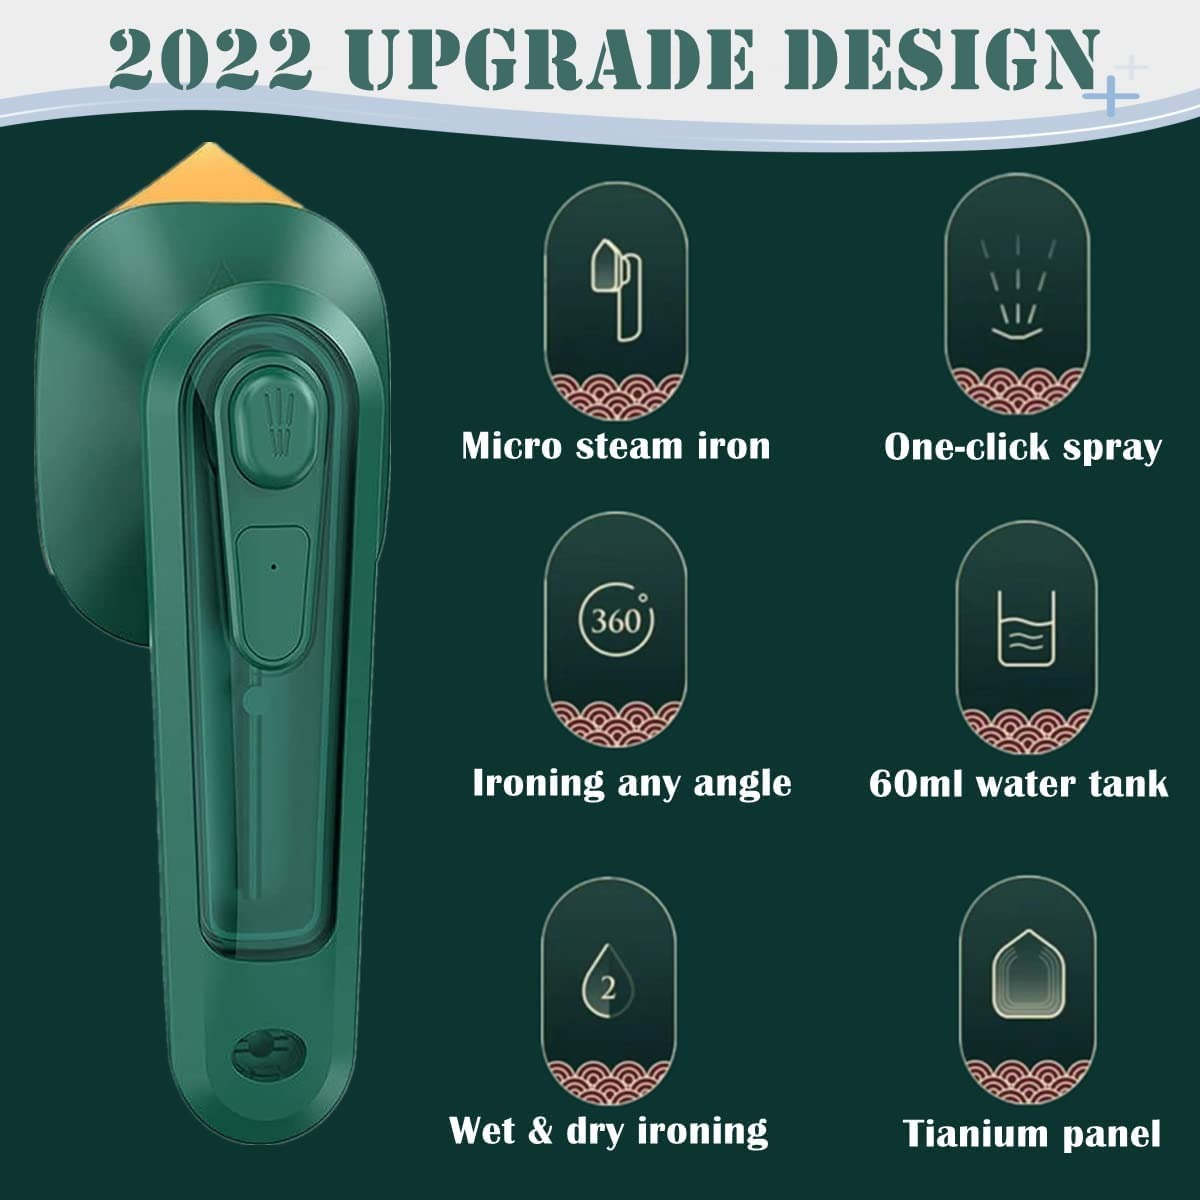 2022 UPGRADE DESIGN
Micro steam iron
One-click spray
360°
Ironing any angle
60ml water tank
2
Wet & dry ironing
Tianium panel